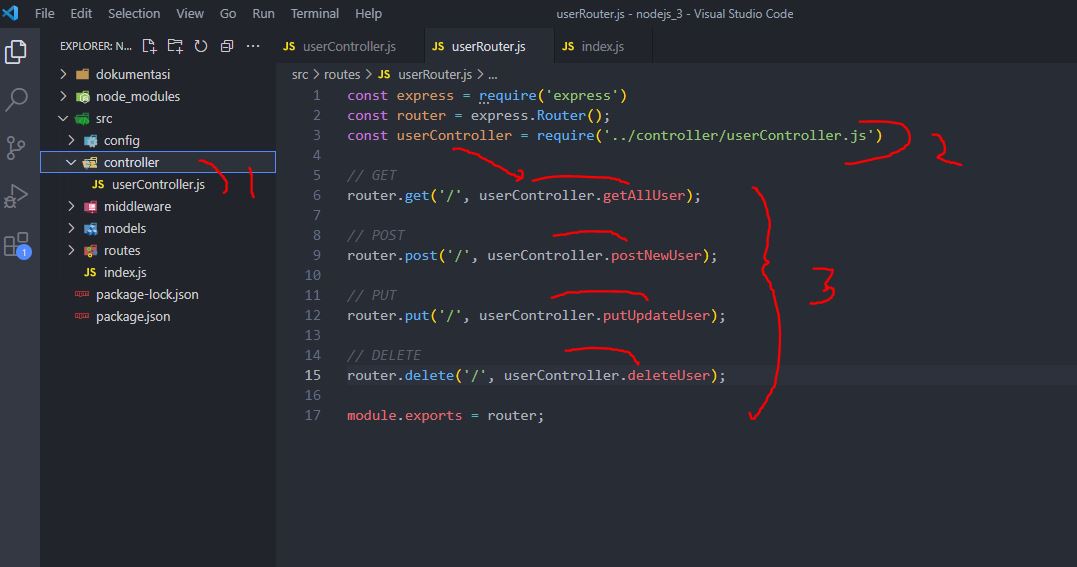 File Edit Selection View Go Run Terminal Help userRouter.js - nodejs_3 - Visual Studio Code
EXPLORER: N... ...
JS userController.js JS userRouter.js JS index.js
src > routes > JS userRouter.js > ...
dokumentasi
node_modules
src
config
controller
JS userController.js
middleware
models
routes
JS index.js
package-lock.json
package.json
1
1 const express = require('express')
2 const router = express.Router();
3 const userController = require('../controller/userController.js')
4
5 // GET
6 router.get('/', userController.getAllUser);
7
8 // POST
9 router.post('/', userController.postNewUser);
10
11 // PUT
12 router.put('/', userController.putUpdateUser);
13
14 // DELETE
15 router.delete('/', userController.deleteUser);
16
17 module.exports = router;
1
2
3